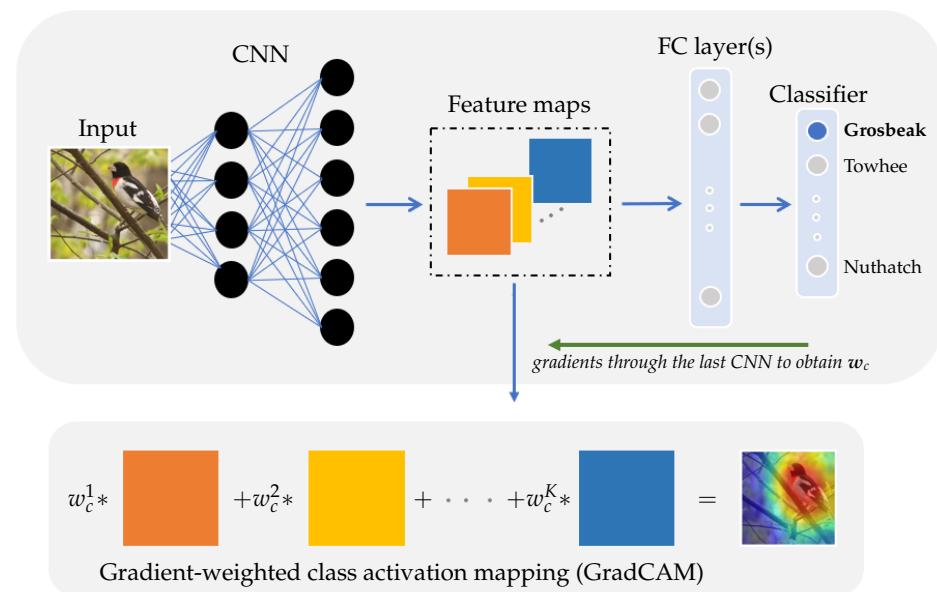 CNN
Input
Feature maps
FC layer(s)
Classifier
Grosbeak
Towhee
Nuthatch
gradients through the last CNN to obtain w_c
w_c^1* +w_c^2* + · · · · +w_c^K* =
Gradient-weighted class activation mapping (GradCAM)